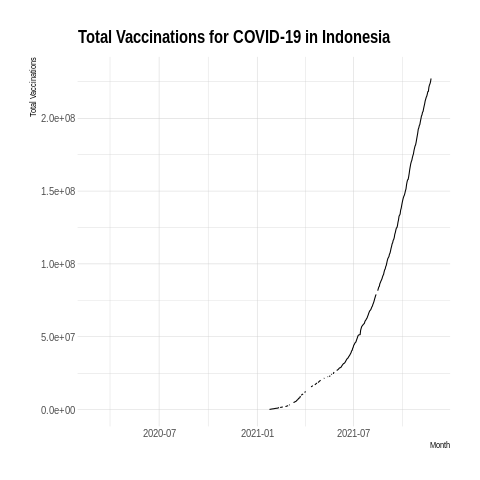 Total Vaccinations for COVID-19 in Indonesia
Total Vaccinations
2.0e+08
1.5e+08
1.0e+08
5.0e+07
0.0e+00
2020-07
2021-01
2021-07
Month